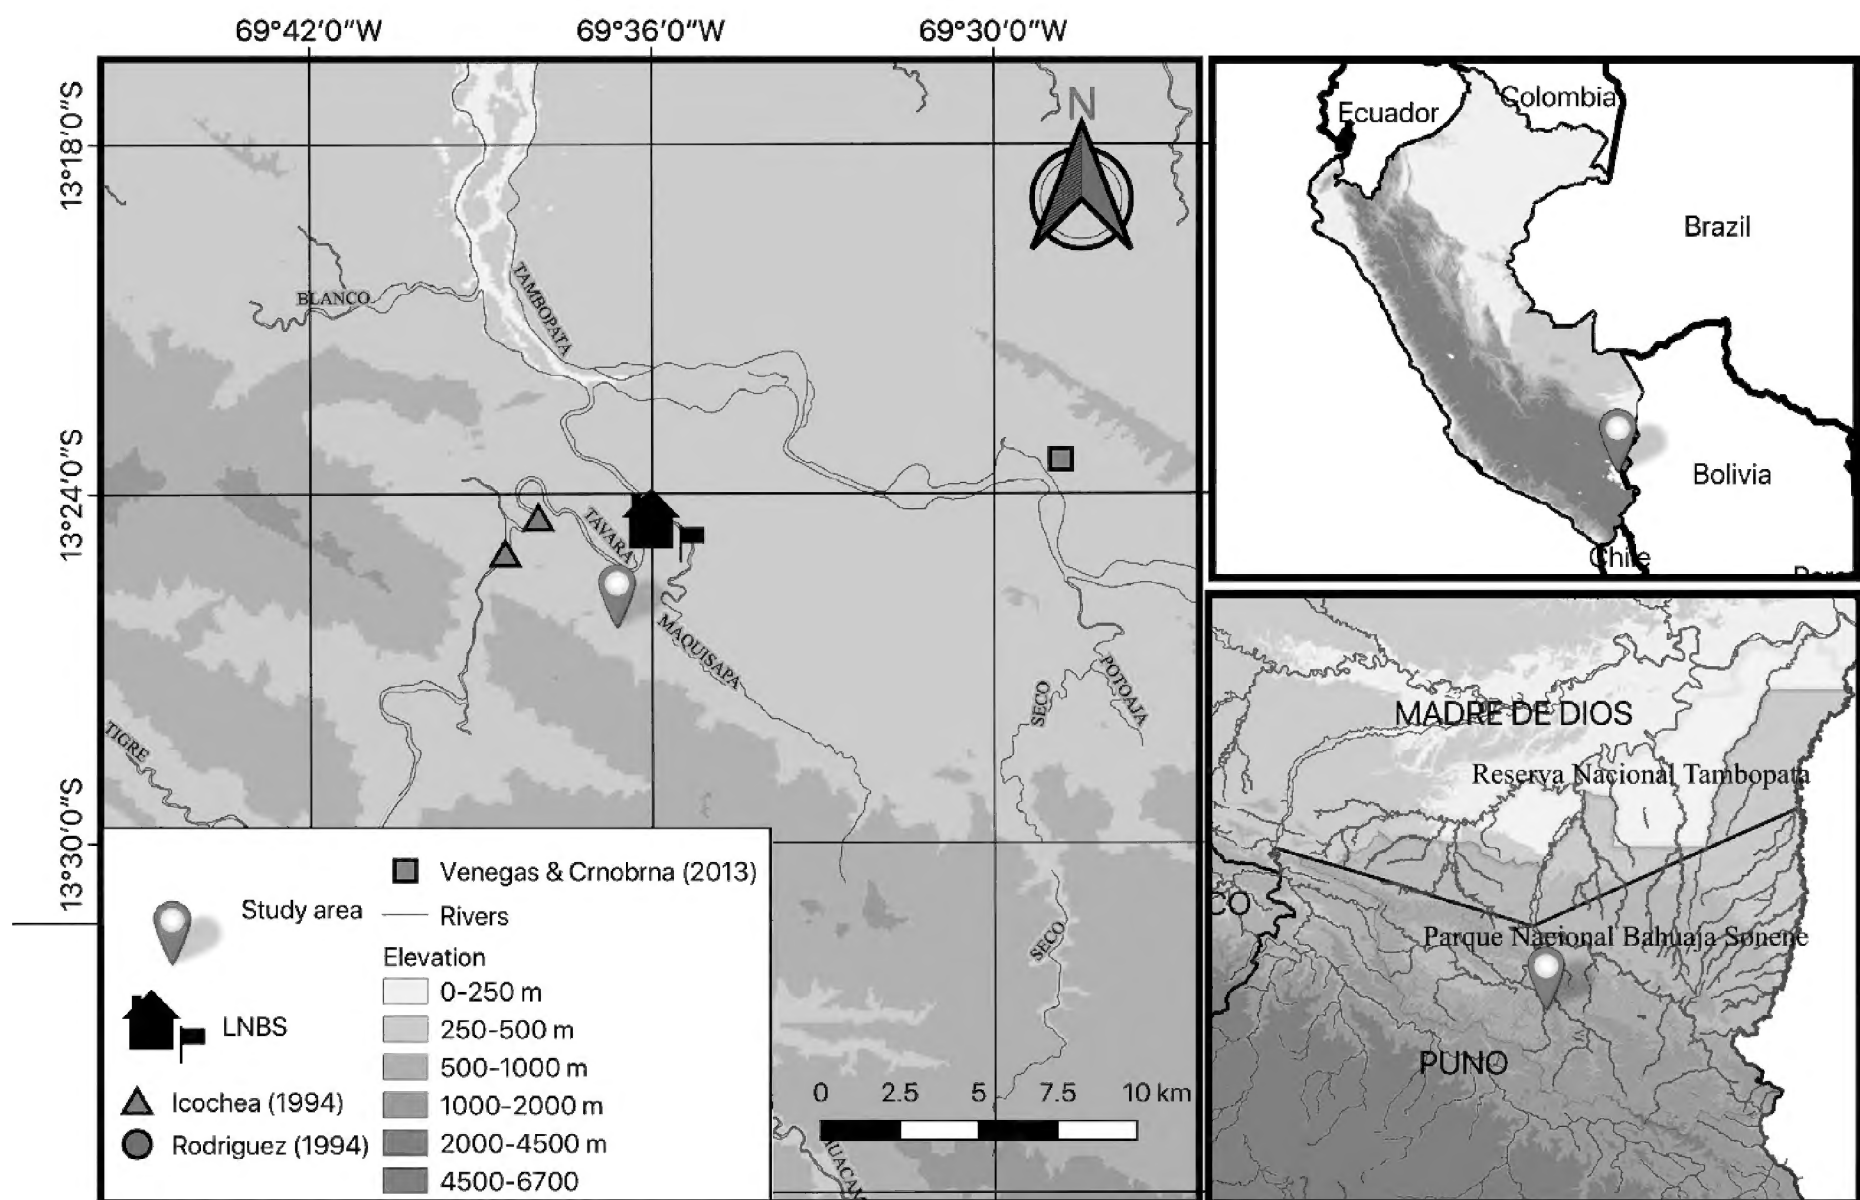 69°42′0″W
69°36′0″W
69°30′0″W
13°18′0″S
13°24′0″S
13°30′0″S
N
BLANCO
TAMBOPATA
TAVARA
MAQUISAPA
TIGRE
SECO
POTOAJA
SECO
Study area
LNBS
Icochea (1994)
Rodriguez (1994)
Venegas & Crnobrna (2013)
Rivers
Elevation
0-250 m
250-500 m
500-1000 m
1000-2000 m
2000-4500 m
4500-6700
0 2.5 5 7.5 10 km
Ecuador
Colombia
Brazil
Bolivia
Chile
MADRE DE DIOS
Reserva Nacional Tambopata
CO
Parque Nacional Bahuaja Sonene
PUNO